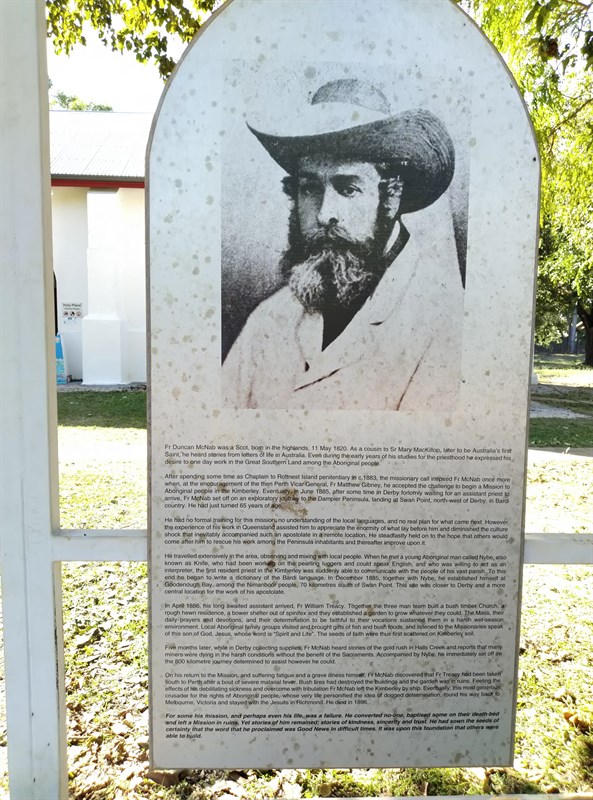 Fr Duncan McNab was a Scot, born in the highlands, 11 May 1820. As a cousin to Sr Mary MacKillop, later to be Australia's first
Saint, he heard stories from letters of life in Australia. Even during the early years of his studies for the priesthood he expressed his
desire to one day work in the Great Southern Land among the Aboriginal people.
After spending some time as Chaplain to Rottnest Island penitentiary in c.1883, the missionary call inspired Fr McNab once more
when, at the encouragement of the then Perth Vicar General, Fr Matthew Gibney, he accepted the challenge to begin a Mission to
Aboriginal people in the Kimberley. Eventually in June 1885, after some time in Derby forlornly waiting for an assistant priest to
arrive, Fr McNab set off on an exploratory journey to the Dampier Peninsula, landing at Swan Point, north-west of Derby, in Bard
country. He had just turned 65 years of age.
He had no formal training for this mission, no understanding of the local languages, and no real plan for what came next. However,
the experience of his work in Queensland assisted him to appreciate the enormity of what lay before him and diminished the culture
shock that inevitably accompanied such an apostolate in a remote location. He steadfastly held on to the hope that others would
come after him to rescue his work among the Peninsula inhabitants and thereafter improve upon it.
He travelled extensively in the area, observing and mixing with local people. When he met a young Aboriginal man called Nybe, also
known as Knife, who had been working on the pearling luggers and could speak English, and who was willing to act as an
interpreter, the first resident priest in the Kimberley was suddenly able to communicate with the people of his vast parish. To this
end he began to write a dictionary of the Bardi language. In December 1885, together with Nybe, he established himself at
Goodenough Bay, among the Nimanboor people, 70 kilometres south of Swan Point. This site was closer to Derby and a more
central location for the work of his apostolate.
In April 1886, his long awaited assistant arrived, Fr William Treacy. Together the three man team built a bush timber Church, a
rough hewn residence, a bower shelter out of spinifex and they established a garden to grow whatever they could. The Mass, their
daily prayers and devotions, and their determination to be faithful to their vocations sustained them in a harsh wet-season
environment. Local Aboriginal family groups visited and brought gifts of fish and bush foods, and listened to the Missionaries speak
of this son of God, Jesus, whose word is "Spirit and Life". The seeds of faith were thus first scattered on Kimberley soil.
Five months later, while in Derby collecting supplies, Fr McNab heard stories of the gold rush in Halls Creek and reports that many
miners were dying in the harsh conditions without the benefit of the Sacraments. Accompanied by Nybe, he immediately set off on
the 800 kilometre journey determined to assist however he could.
On his return to the Mission, and suffering fatigue and a grave illness himself, Fr McNab discovered that Fr Treacy had been taken
South to Perth after a bout of severe malarial fever. Bush fires had destroyed the buildings and the garden was in ruins. Feeling the
effects of his debilitating sickness and overcome with tribulation Fr McNab left the Kimberley by ship. Eventually, this most generous
crusader for the rights of Aboriginal people, whose very life personified the idea of dogged determination, found his way back to
Melbourne, Victoria and stayed with the Jesuits in Richmond. He died in 1896.
For some his mission, and perhaps even his life, was a failure. He converted no-one, baptised some on their death-bed
and left a Mission in ruins. Yet stories of him remained; stories of kindness, sincerity and trust. He had sown the seeds of
certainty that the word that he proclaimed was Good News in difficult times. It was upon this foundation that others were
able to build.